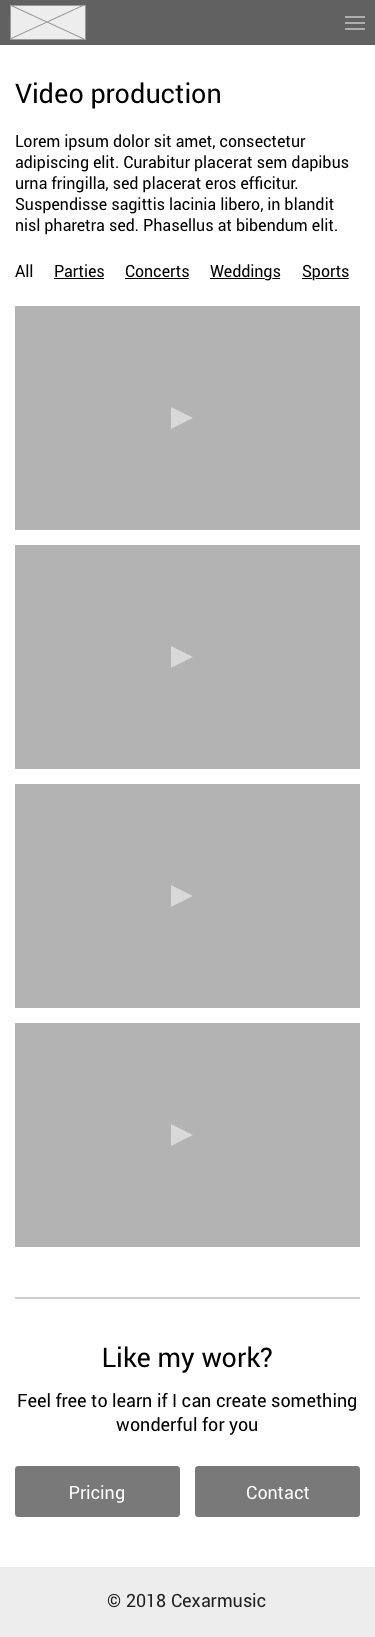 Video production
Lorem ipsum dolor sit amet, consectetur
adipiscing elit. Curabitur placerat sem dapibus
urna fringilla, sed placerat eros efficitur.
Suspendisse sagittis lacinia libero, in blandit
nisl pharetra sed. Phasellus at bibendum elit.
All Parties Concerts Weddings Sports
Like my work?
Feel free to learn if I can create something
wonderful for you
Pricing Contact
© 2018 Cexarmusic